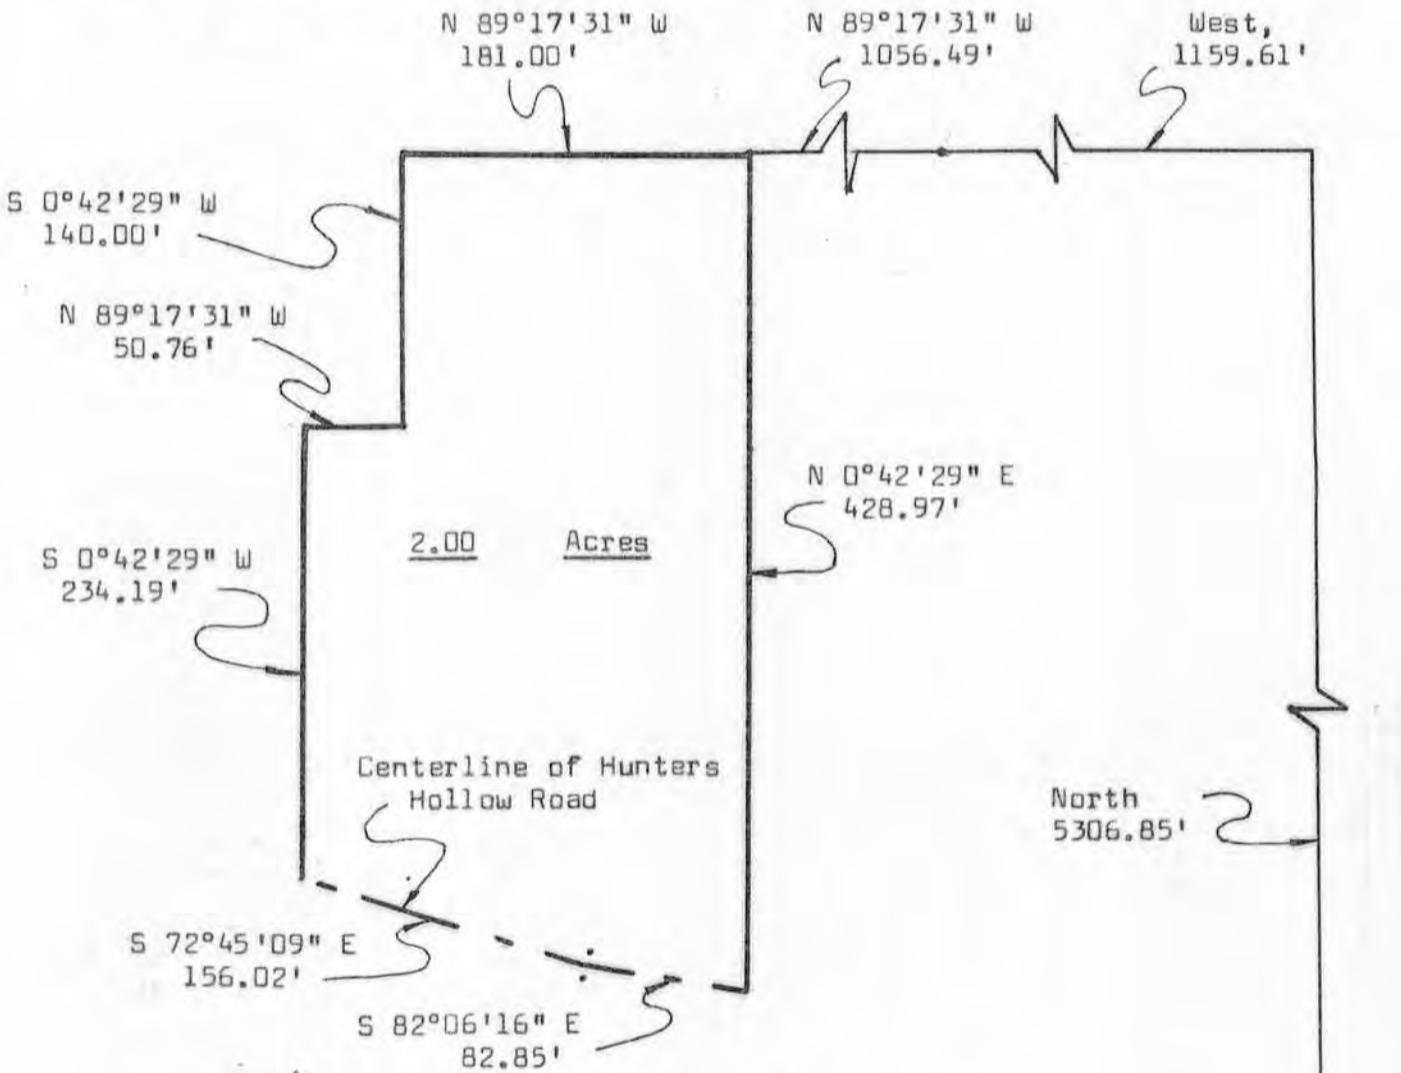 N 89°17'31" W
181.00'
N 89°17'31" W
1056.49'
West,
1159.61'
S 0°42'29" W
140.00'
N 89°17'31" W
50.76'
N 0°42'29" E
428.97'
2.00 Acres
S 0°42'29" W
234.19'
Centerline of Hunters
Hollow Road
North
5306.85'
S 72°45'09" E
156.02'
S 82°06'16" E
82.85'